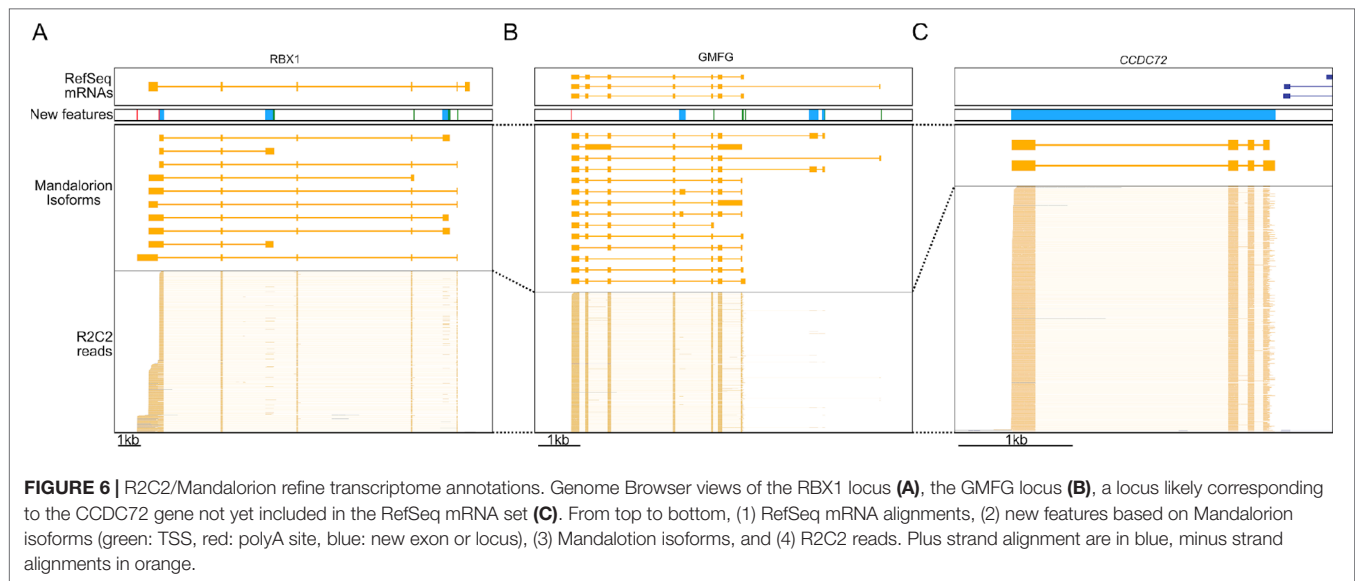 A
B
C
RBX1
GMFG
CCDC72
RefSeq
mRNAs
New features
Mandalorion
Isoforms
R2C2
reads
1kb
1kb
1kb
FIGURE 6 | R2C2/Mandalorion refine transcriptome annotations. Genome Browser views of the RBX1 locus (A), the GMFG locus (B), a locus likely corresponding
to the CCDC72 gene not yet included in the RefSeq mRNA set (C). From top to bottom, (1) RefSeq mRNA alignments, (2) new features based on Mandalorion
isoforms (green: TSS, red: polyA site, blue: new exon or locus), (3) Mandalotion isoforms, and (4) R2C2 reads. Plus strand alignment are in blue, minus strand
alignments in orange.